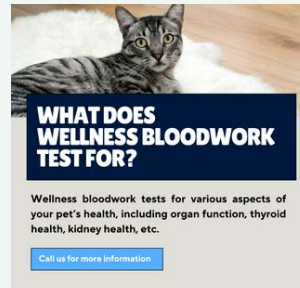 WHAT DOES
WELLNESS BLOODWORK
TEST FOR?
Wellness bloodwork tests for various aspects of
your pet's health, including organ function, thyroid
health, kidney health, etc.
Call us for more information